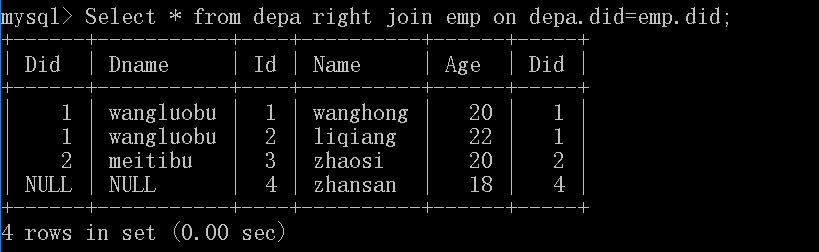 mysql> Select * from depa right join emp on depa.did=emp.did;
+------+-----------+----+----------+-----+-----+
| Did  | Dname     | Id | Name     | Age | Did |
+------+-----------+----+----------+-----+-----+
|    1 | wangluobu |  1 | wanghong |  20 |   1 |
|    1 | wangluobu |  2 | liqiang  |  22 |   1 |
|    2 | meitibu   |  3 | zhaosi   |  20 |   2 |
| NULL | NULL      |  4 | zhansan  |  18 |   4 |
+------+-----------+----+----------+-----+-----+
4 rows in set (0.00 sec)